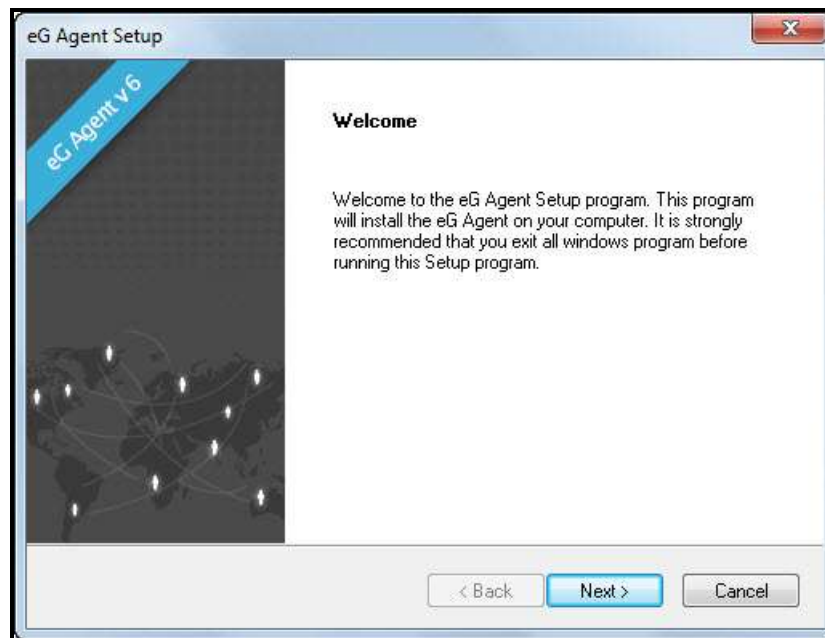 eG Agent Setup
eG Agent v 6
Welcome
Welcome to the eG Agent Setup program. This program
will install the eG Agent on your computer. It is strongly
recommended that you exit all windows program before
running this Setup program.
< Back
Next >
Cancel